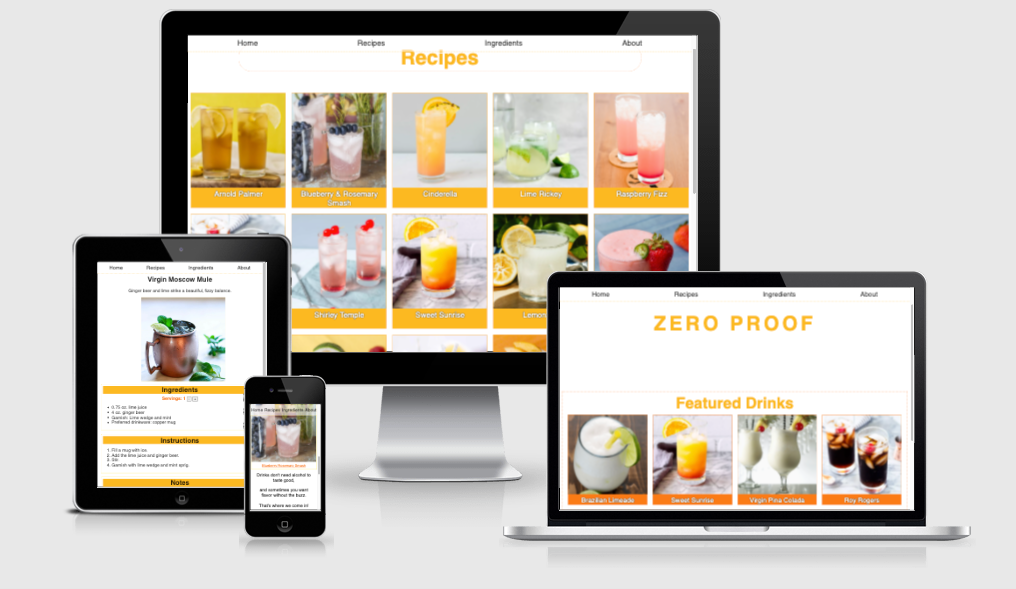 Home Recipes Ingredients About
Recipes
Arnold Palmer
Blueberry & Rosemary
Smash
Cinderella
Lime Rickey
Raspberry Fizz
Shirley Temple
Sweet Sunrise
Lemon
Home Recipes Ingredients About
Virgin Moscow Mule
Ginger beer and lime strike a beautiful, fizzy balance.
Ingredients
Servings: 1
0.75 oz. lime juice
4 oz. ginger beer
Garnish: Lime wedge and mint
Preferred drinkware: copper mug
Instructions
1. Fill a mug with ice.
2. Add the lime juice and ginger beer.
3. Stir.
4. Garnish with lime wedge and mint sprig.
Notes
Home Recipes Ingredients About
Blueberry Rosemary Smash
Drinks don't need alcohol to
taste good,
and sometimes you want
flavor without the buzz.
That's where we come in!
Home Recipes Ingredients About
ZERO PROOF
Featured Drinks
Brazilian Limeade
Sweet Sunrise
Virgin Pina Colada
Roy Rogers